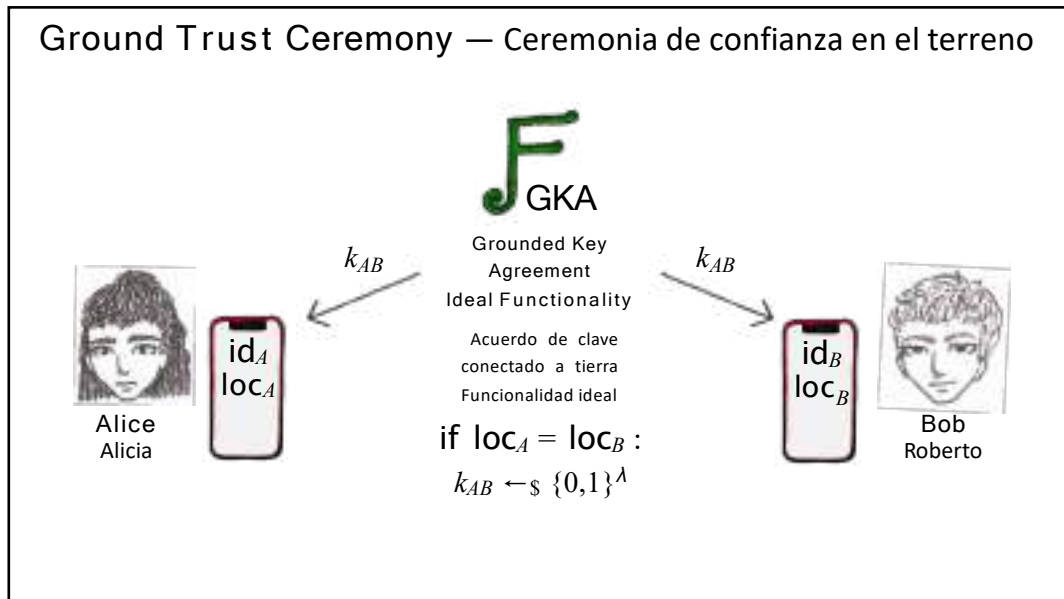 Ground Trust Ceremony — Ceremonia de confianza en el terreno
F GKA
Grounded Key
Agreement
Ideal Functionality
Acuerdo de clave
conectado a tierra
Funcionalidad ideal
if loc_A = loc_B :
k_AB ←$ {0,1}^λ
k_AB
id_A
loc_A
Alice
Alicia
k_AB
id_B
loc_B
Bob
Roberto